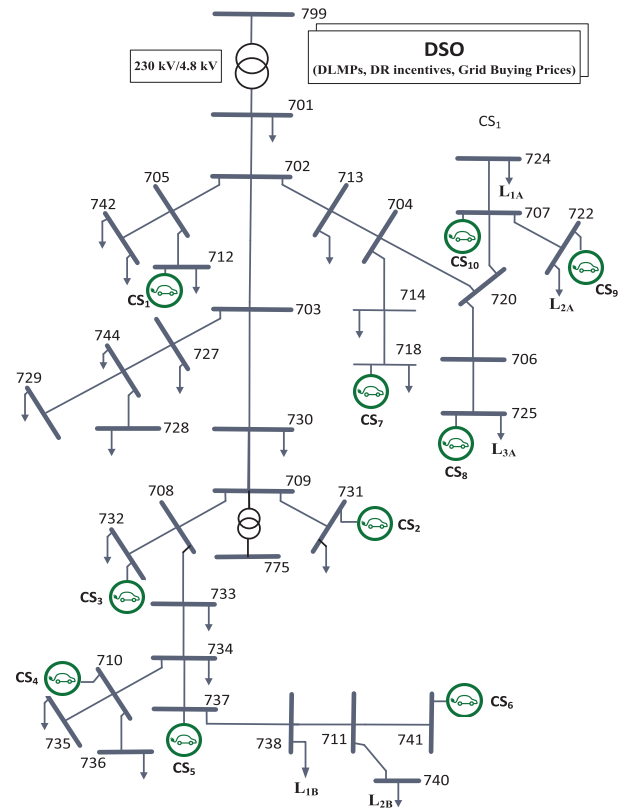 799
230 kV/4.8 kV
DSO
(DLMPs, DR incentives, Grid Buying Prices)
701
CS1
724
702
705
713
L1A
742
704
707
722
712
CS10
CS9
CS1
L2A
714
720
703
744
727
718
706
729
CS7
725
728
730
L3A
CS8
709
708
731
732
CS2
775
CS3
733
734
710
CS4
737
CS6
735
738
711
741
736
CS5
740
L1B
L2B